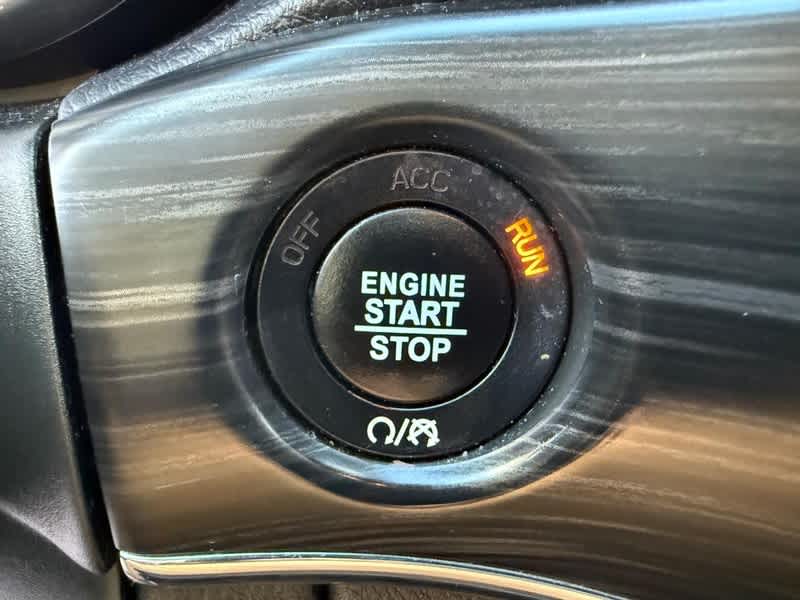 ACC
OFF
RUN
ENGINE
START
STOP